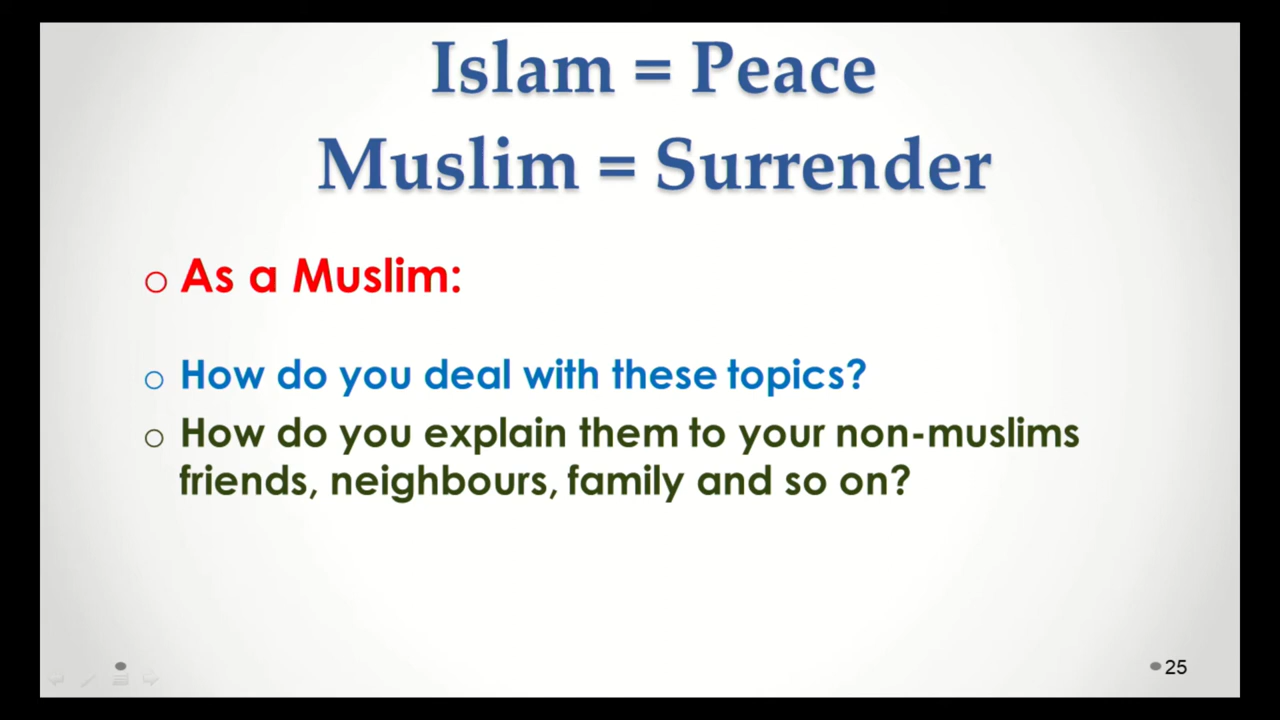 Islam = Peace
Muslim = Surrender
As a Muslim:
How do you deal with these topics?
How do you explain them to your non-muslims
friends, neighbours, family and so on?
25